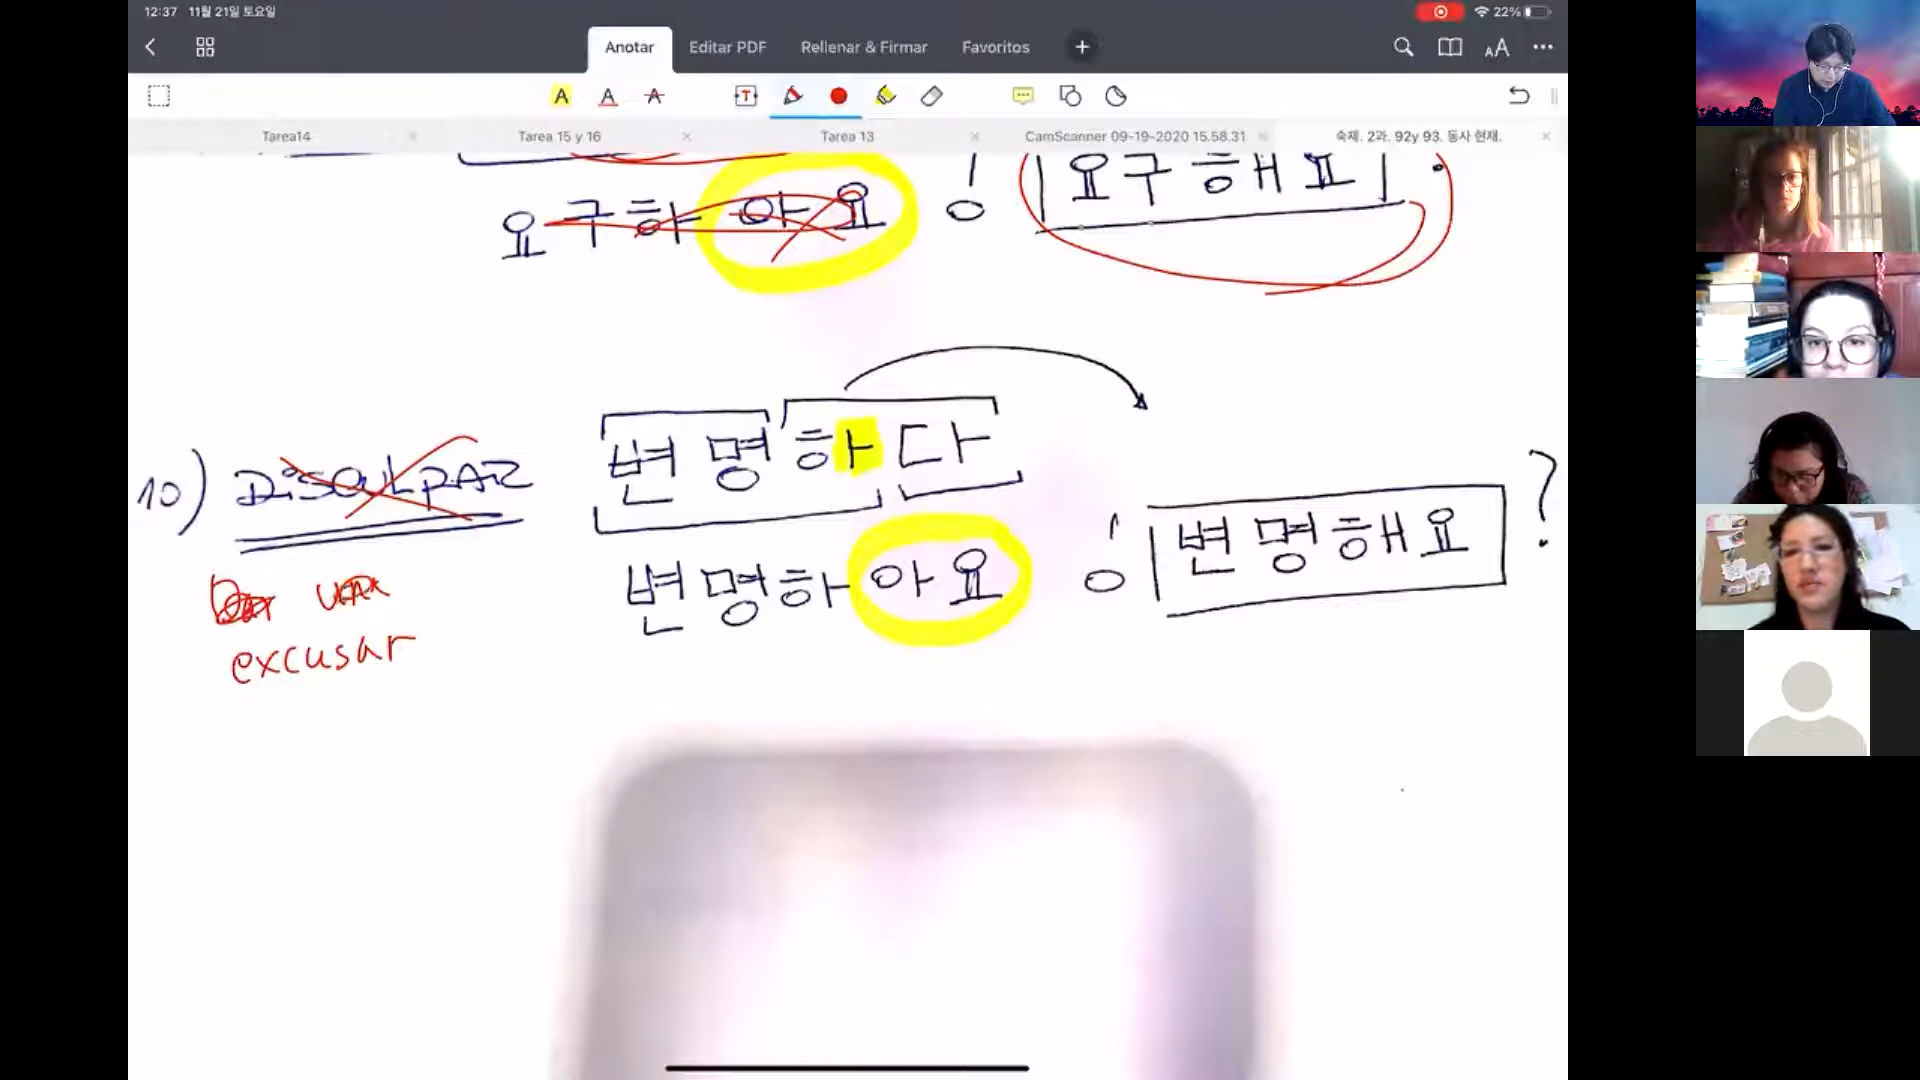 12:37 11월 21일 토요일 22%
Anotar Editar PDF Rellenar & Firmar Favoritos
Tarea14 Tarea 15 y 16 Tarea 13 CamScanner 09-19-2020 15.58.31 숙제. 2과. 92y 93. 동사 현재.
요구해요
요구하아요
10) DiSCULPAR 변명하다
변명하아요 변명해요 ?
excusar